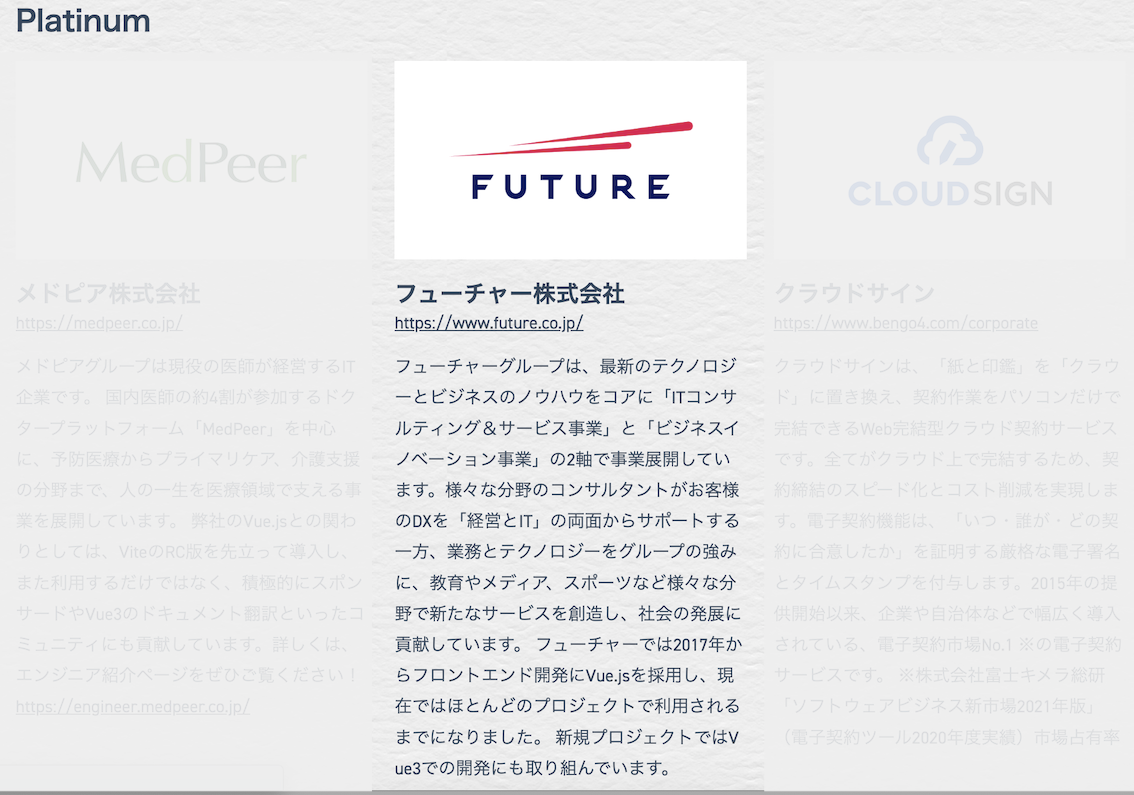 Platinum
MedPeer
メドピア株式会社
https://medpeer.co.jp/
メドピアグループは現役の医師が経営するIT
企業です。 国内医師の約4割が参加するドク
タープラットフォーム「MedPeer」を中心
に、予防医療からプライマリケア、介護支援
の分野まで、人の一生を医療領域で支える事
業を展開しています。 弊社のVue.jsとの関わ
りとしては、ViteのRC版を先立って導入し、
また利用するだけではなく、積極的にスポン
サードやVue3のドキュメント翻訳といったコ
ミュニティにも貢献しています。詳しくは、
エンジニア紹介ページをぜひご覧ください！
https://engineer.medpeer.co.jp/
FUTURE
フューチャー株式会社
https://www.future.co.jp/
フューチャーグループは、最新のテクノロジ
ーとビジネスのノウハウをコアに「ITコンサ
ルティング＆サービス事業」と「ビジネスイ
ノベーション事業」の2軸で事業展開してい
ます。様々な分野のコンサルタントがお客様
のDXを「経営とIT」の両面からサポートする
一方、業務とテクノロジーをグループの強み
に、教育やメディア、スポーツなど様々な分
野で新たなサービスを創造し、社会の発展に
貢献しています。 フューチャーでは2017年か
らフロントエンド開発にVue.jsを採用し、現
在ではほとんどのプロジェクトで利用される
までになりました。 新規プロジェクトではV
ue3での開発にも取り組んでいます。
CLOUDSIGN
クラウドサイン
https://www.bengo4.com/corporate
クラウドサインは、「紙と印鑑」を「クラウ
ド」に置き換え、契約作業をパソコンだけで
完結できるWeb完結型クラウド契約サービス
です。全てがクラウド上で完結するため、契
約締結のスピード化とコスト削減を実現しま
す。電子契約機能は、「いつ・誰が・どの契
約に合意したか」を証明する厳格な電子署名
とタイムスタンプを付与します。2015年の提
供開始以来、企業や自治体などで幅広く導入
されている、電子契約市場No.1 ※の電子契約
サービスです。 ※株式会社富士キメラ総研
「ソフトウェアビジネス新市場2021年版」
（電子契約ツール2020年度実績）市場占有率